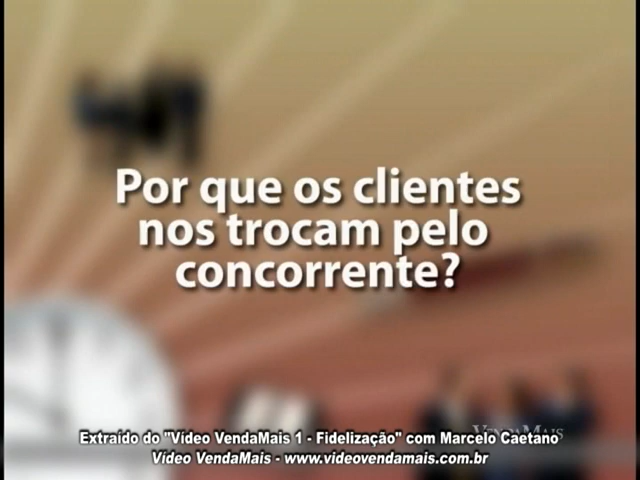 Por que os clientes
nos trocam pelo
concorrente?
VENDAMAIS
Extraído do "Vídeo VendaMais 1 - Fidelização" com Marcelo Caetano
Vídeo VendaMais - www.videovendamais.com.br